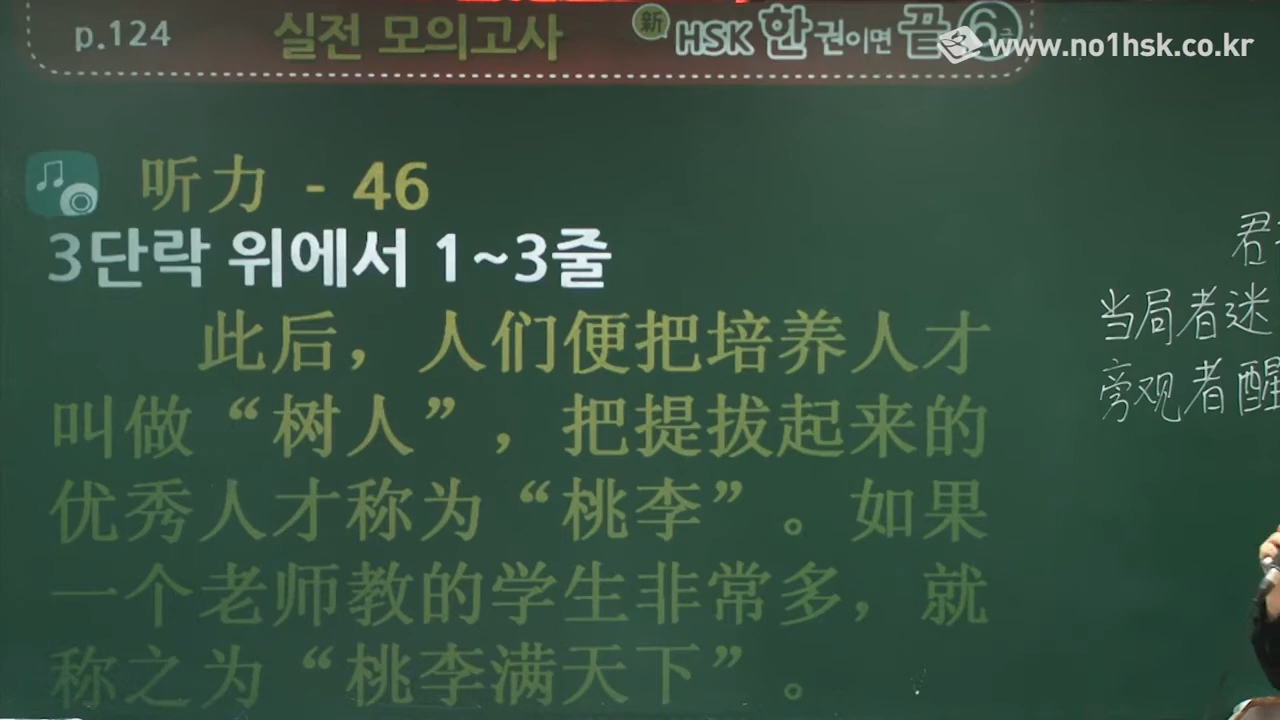 p.124 실전 모의고사 新 HSK 한권이면 끝 6급
www.no1hsk.co.kr
听力 - 46
3단락 위에서 1~3줄
此后，人们便把培养人才
叫做“树人”，把提拔起来的
优秀人才称为“桃李”。如果
一个老师教的学生非常多，就
称之为“桃李满天下”。
君
当局者迷
旁观者醒